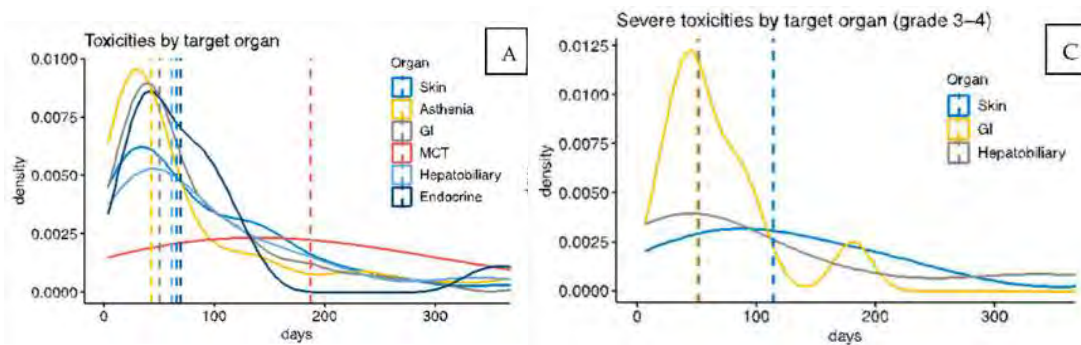 Toxicities by target organ
A
0.0100
0.0075
0.0050
0.0025
0.0000
density
0 100 200 300
days
Organ
Skin
Asthenia
GI
MCT
Hepatobiliary
Endocrine
Severe toxicities by target organ (grade 3–4)
C
0.0125
0.0100
0.0075
0.0050
0.0025
0.0000
density
0 100 200 300
days
Organ
Skin
GI
Hepatobiliary